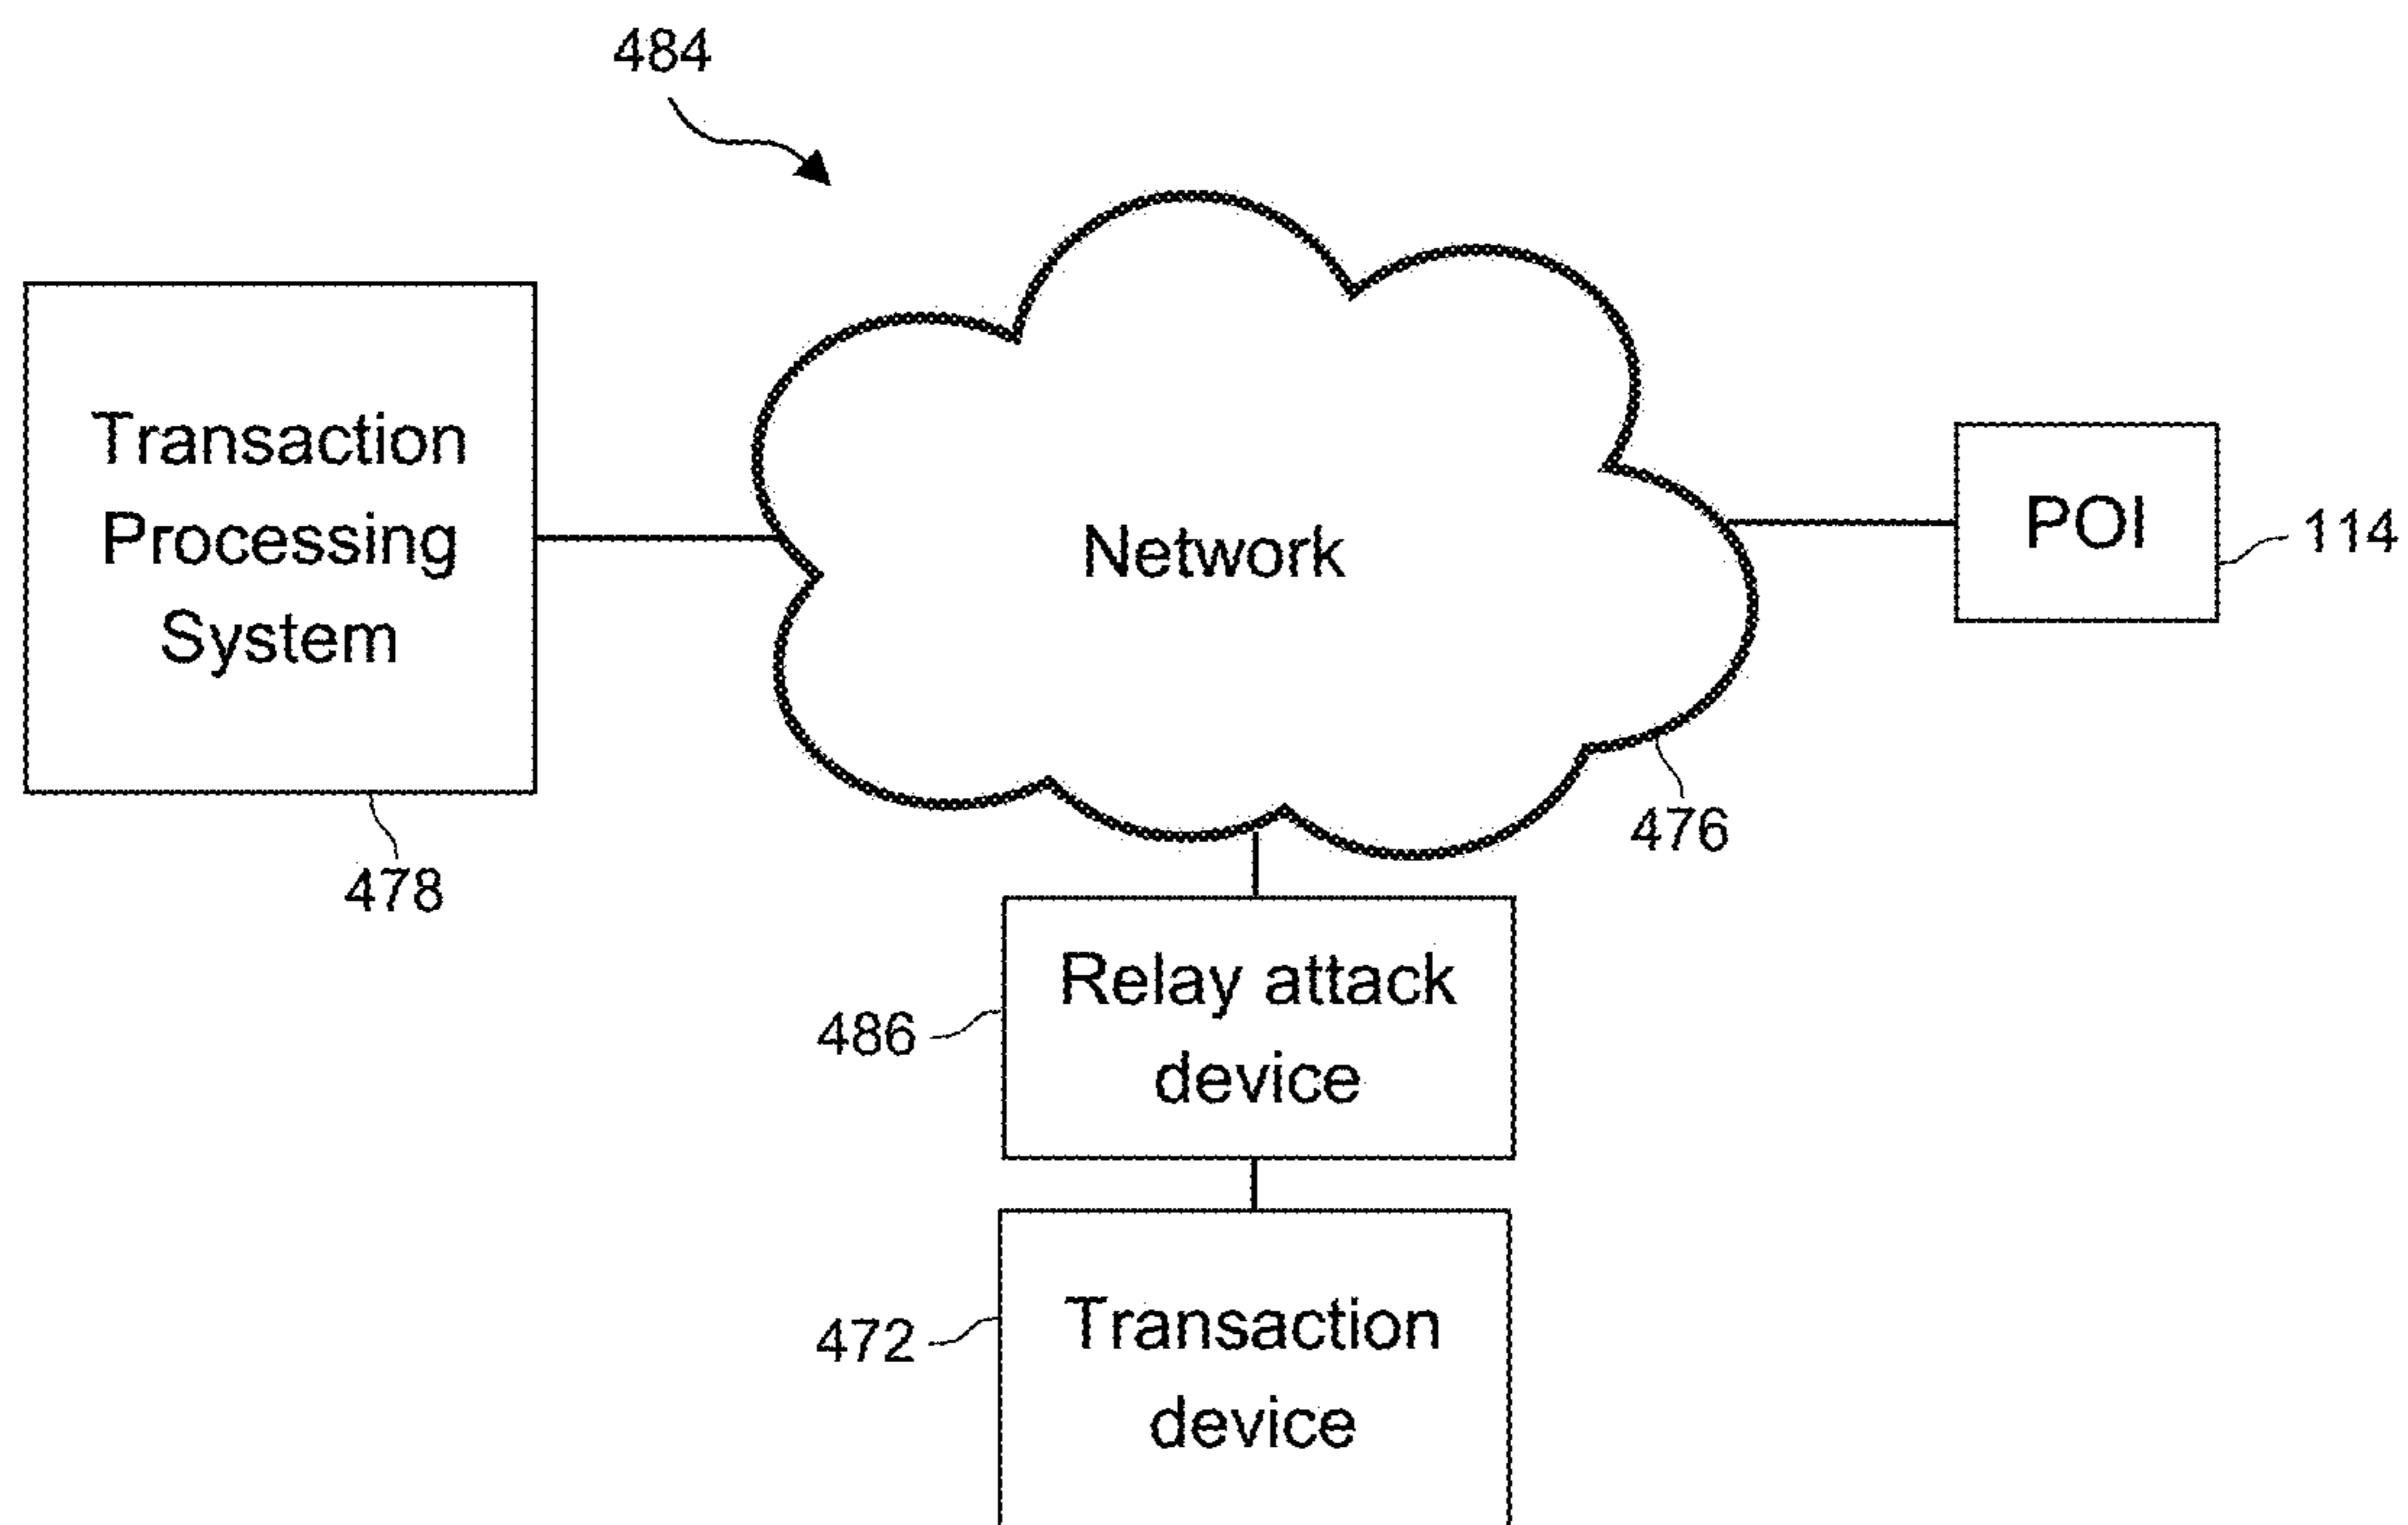 484
Transaction
Processing
System
Network
POI
114
476
478
Relay attack
device
486
Transaction
device
472